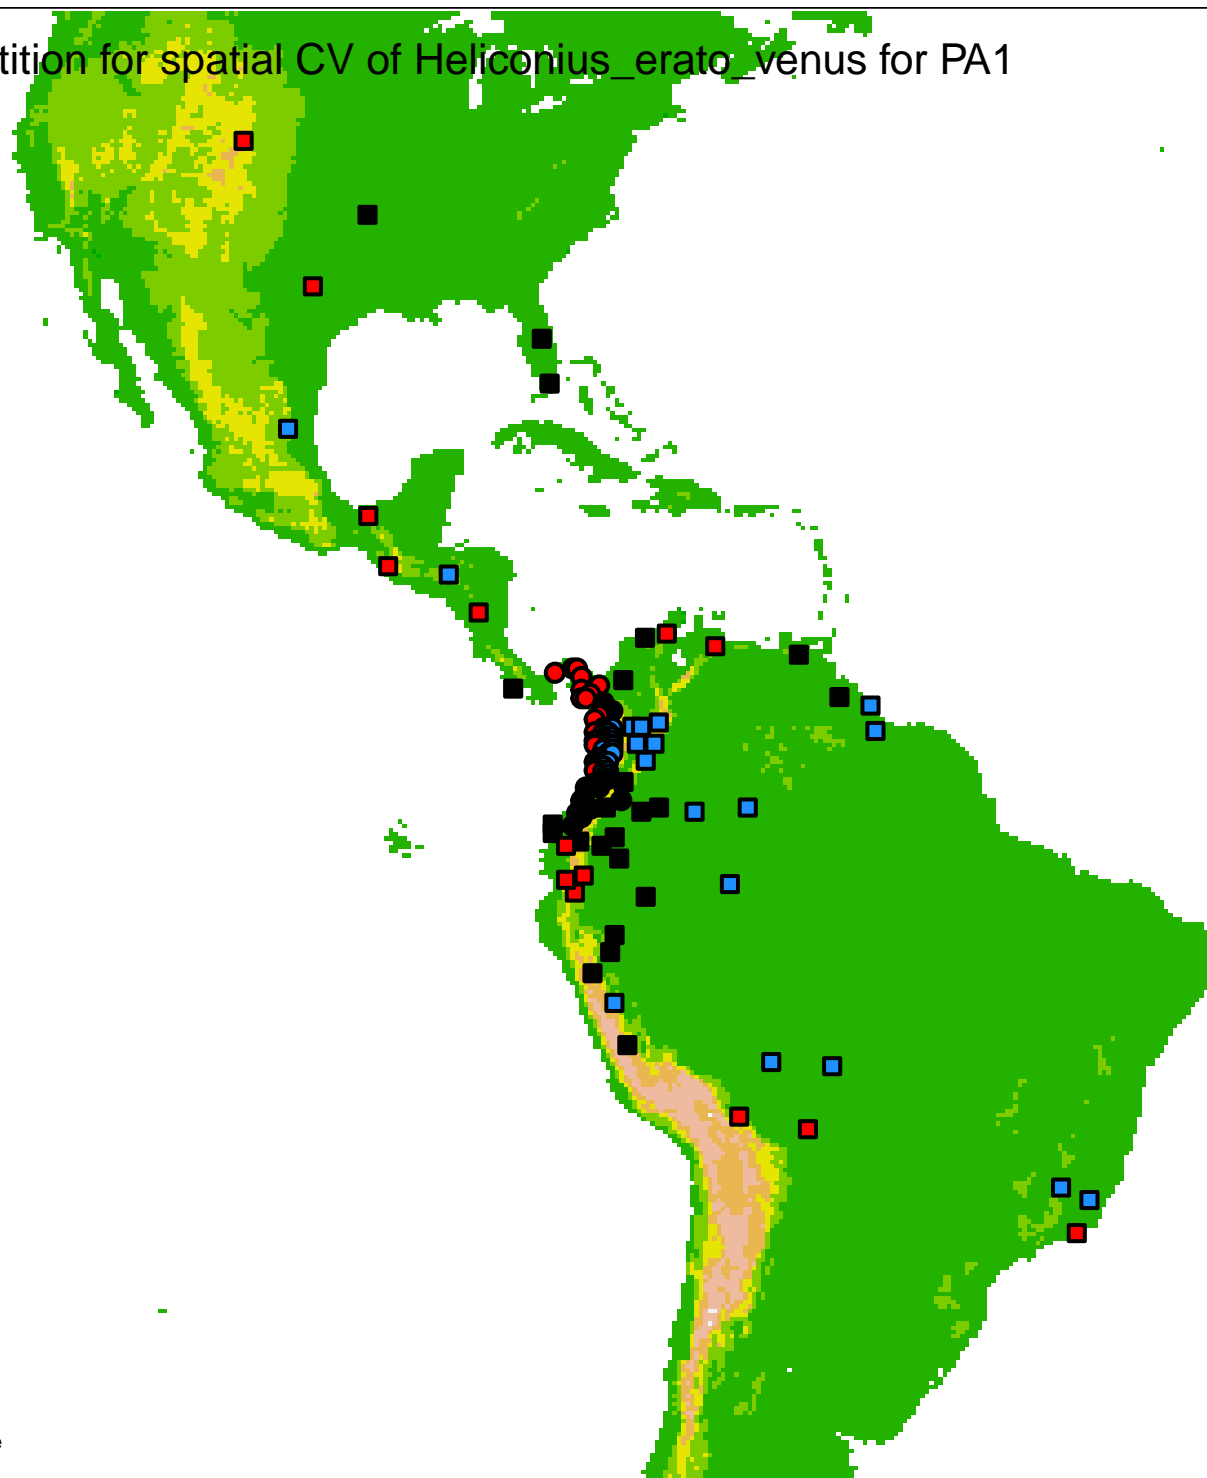 tition for spatial CV of Heliconius_erato_venus for PA1